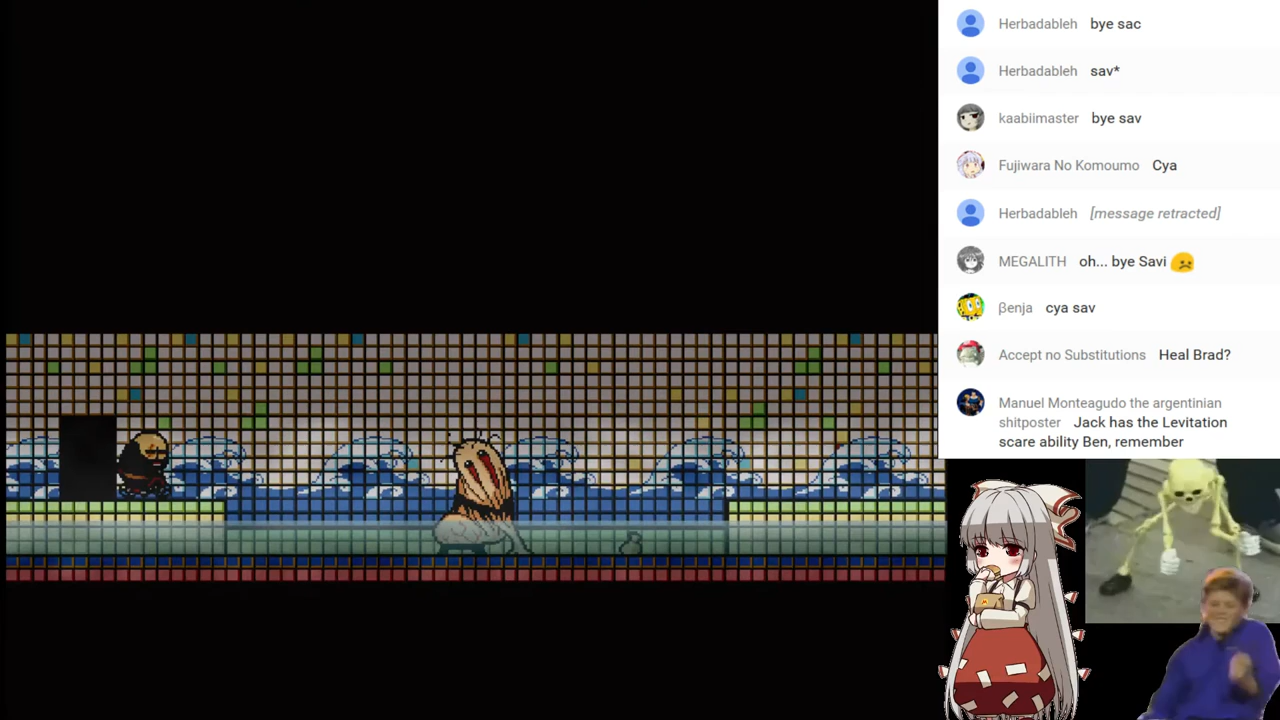 Herbadableh bye sac
Herbadableh sav*
kaabiimaster bye sav
Fujiwara No Komoumo Cya
Herbadableh [message retracted]
MEGALITH oh... bye Savi
βenja cya sav
Accept no Substitutions Heal Brad?
Manuel Monteagudo the argentinian
shitposter Jack has the Levitation
scare ability Ben, remember